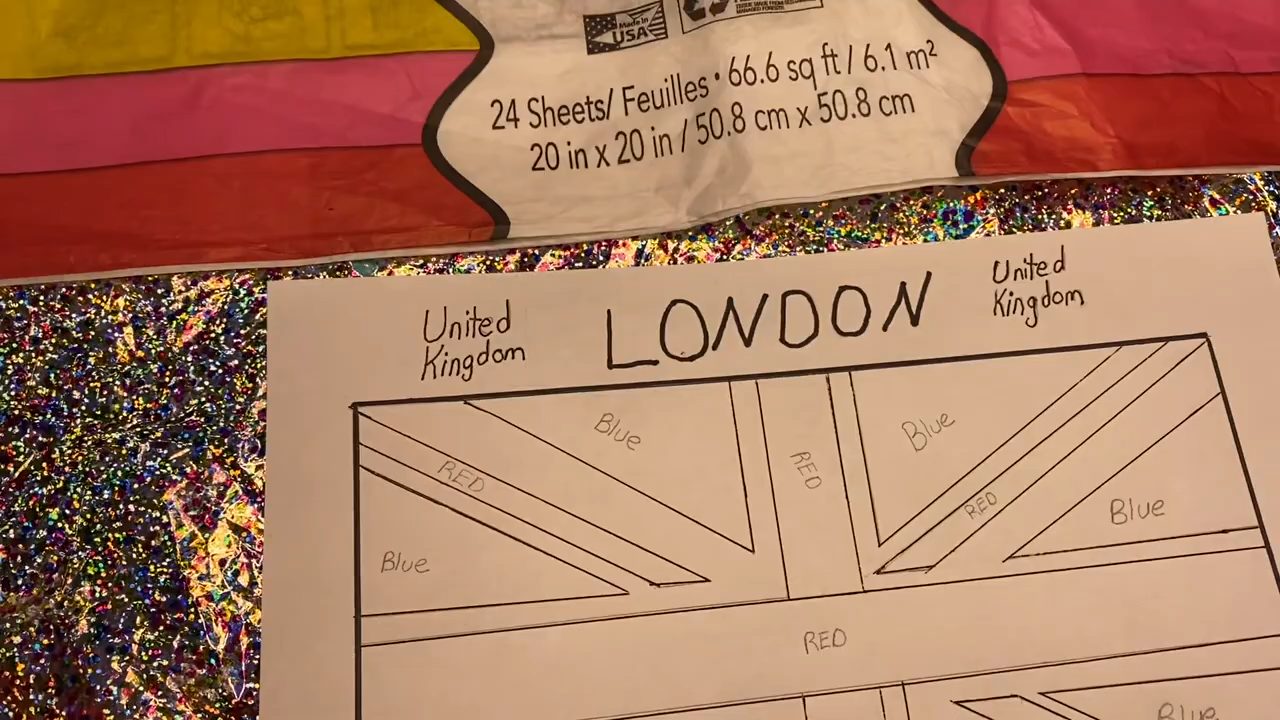 Made in
USA
24 Sheets/ Feuilles • 66.6 sq ft / 6.1 m²
20 in x 20 in / 50.8 cm x 50.8 cm
United
Kingdom
LONDON
United
Kingdom
Blue
RED
Blue
RED
Blue
RED
Blue
RED
Blue